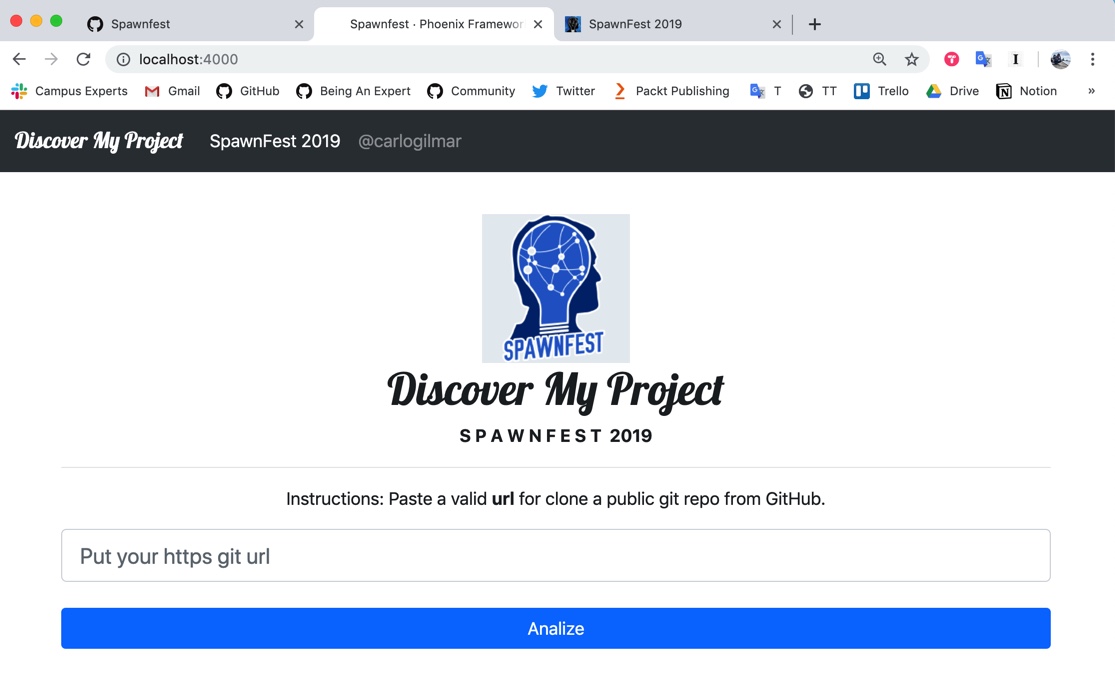 Spawnfest
Spawnfest · Phoenix Framewor
SpawnFest 2019
localhost:4000
Campus Experts Gmail GitHub Being An Expert Community Twitter Packt Publishing T TT Trello Drive Notion »
Discover My Project SpawnFest 2019 @carlogilmar
SPAWNFEST
Discover My Project
SPAWNFEST 2019
Instructions: Paste a valid url for clone a public git repo from GitHub.
Put your https git url
Analize